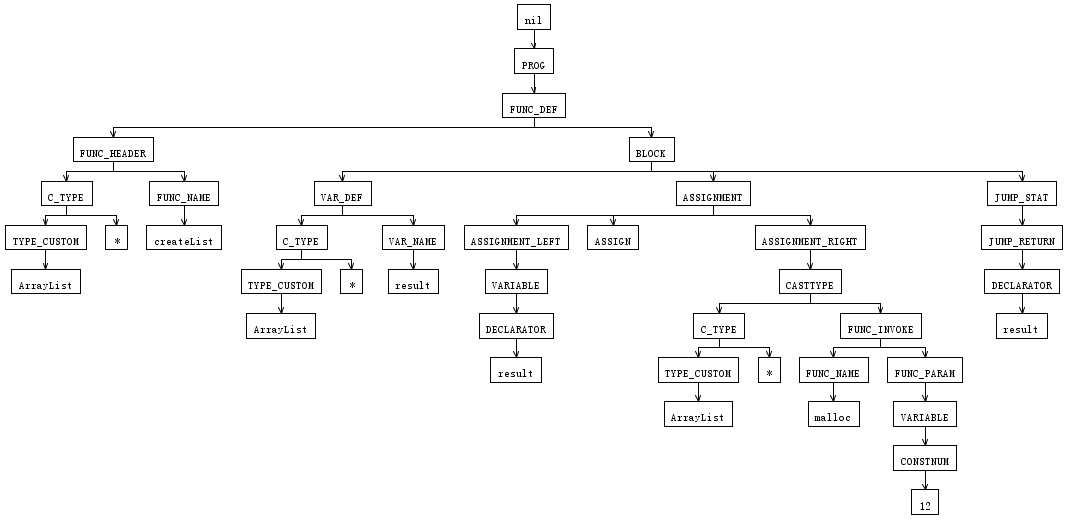 nil
PROG
FUNC_DEF
FUNC_HEADER BLOCK
C_TYPE FUNC_NAME VAR_DEF ASSIGNMENT JUMP_STAT
TYPE_CUSTOM * createList C_TYPE VAR_NAME ASSIGNMENT_LEFT ASSIGN ASSIGNMENT_RIGHT JUMP_RETURN
ArrayList TYPE_CUSTOM * result VARIABLE CASTTYPE DECLARATOR
ArrayList DECLARATOR C_TYPE FUNC_INVOKE result
result TYPE_CUSTOM * FUNC_NAME FUNC_PARAM
ArrayList malloc VARIABLE
CONSTNUM
12